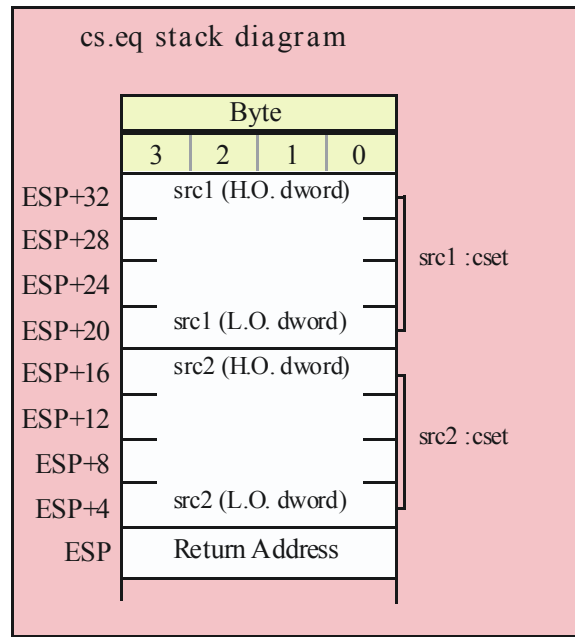 cs.eq stack diagram
Byte
3 2 1 0
ESP+32 src1 (H.O. dword)
ESP+28
src1 :cset
ESP+24
ESP+20 src1 (L.O. dword)
ESP+16 src2 (H.O. dword)
ESP+12
src2 :cset
ESP+8
ESP+4 src2 (L.O. dword)
ESP Return Address